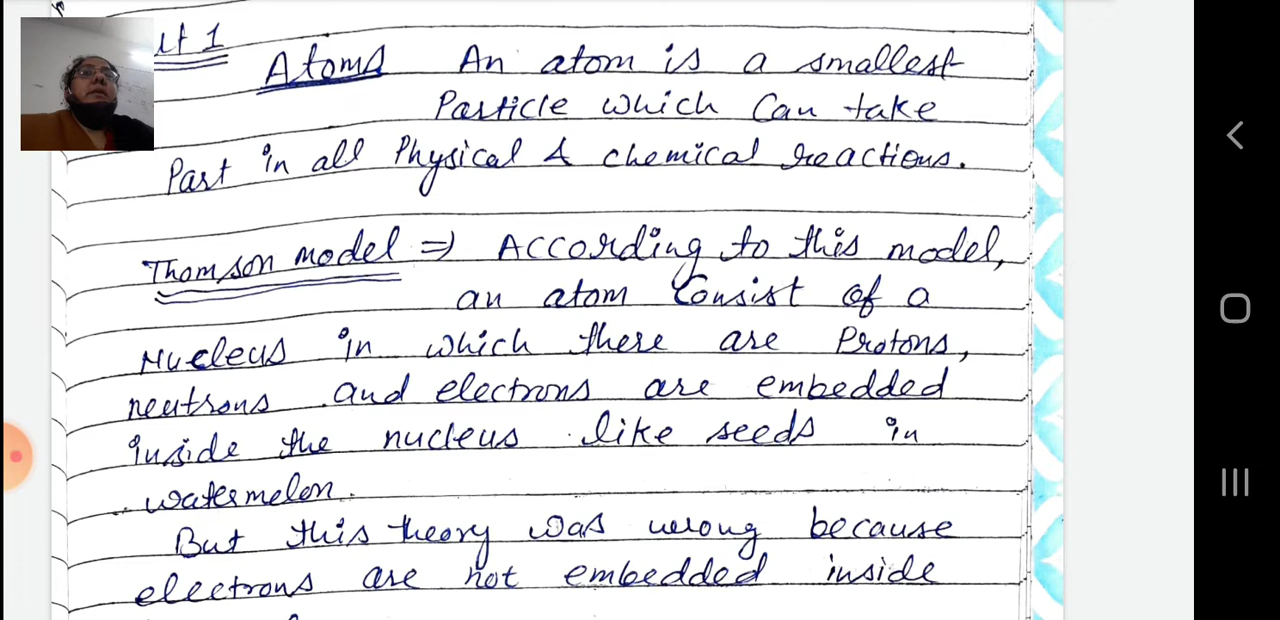 1
Atoms An atom is a smallest
Particle which can take
Part in all Physical & chemical reactions.
Thomson model ⇒ According to this model,
an atom consist of a
Nucleus in which there are Protons,
neutrons and electrons are embedded
inside the nucleus like seeds in
watermelon.
But this theory was wrong because
electrons are not embedded inside